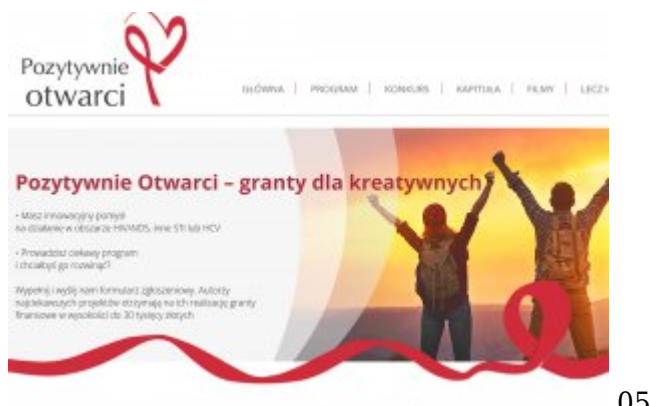 Pozytywnie
otwarci
GŁÓWNA | PROGRAM | KONKURS | KAPITUŁA | FILMY | LECZ
Pozytywnie Otwarci – granty dla kreatywnych
• Masz innowacyjny pomysł
na działanie w obszarze HIV/AIDS, inne STI lub HCV
• Prowadzisz ciekawy program
i chciałbyś go rozwinąć?
Wypełnij i wyślij nam formularz zgłoszeniowy. Autorzy
najciekawszych projektów otrzymają na ich realizację granty
finansowe w wysokości do 30 tysięcy złotych
05